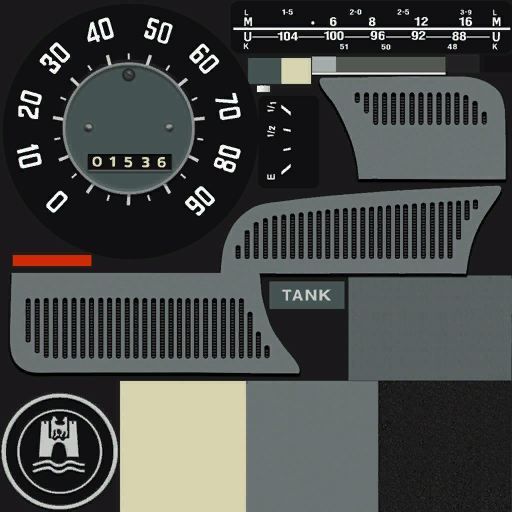 L 1·5 2·0 2·5 3·9 L
M · 6 8 12 16 M
U 104 100 96 92 88 U
K 51 50 48 K
0 10 20 30 40 50 60 70 80 90
01536
1/1
1/2
E
TANK